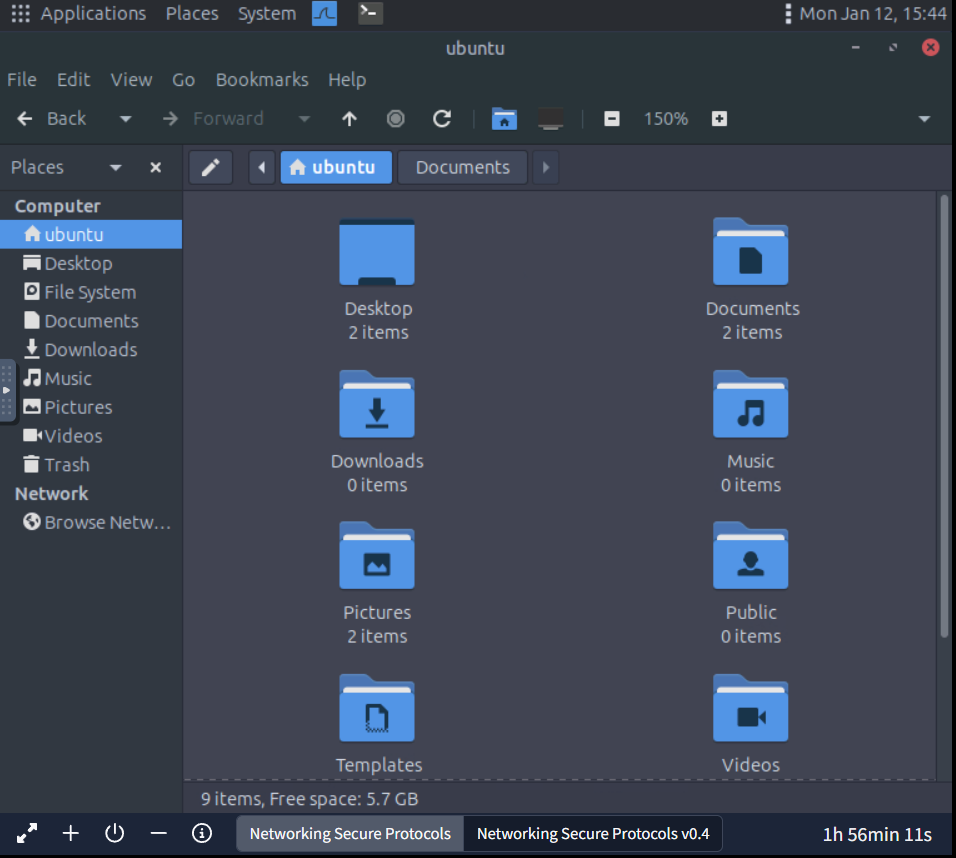 Applications Places System Mon Jan 12, 15:44
ubuntu
File Edit View Go Bookmarks Help
Back Forward 150%
Places ubuntu Documents
Computer
ubuntu
Desktop
File System
Documents
Downloads
Music
Pictures
Videos
Trash
Network
Browse Netw...
Desktop
2 items
Documents
2 items
Downloads
0 items
Music
0 items
Pictures
2 items
Public
0 items
Templates
Videos
9 items, Free space: 5.7 GB
Networking Secure Protocols Networking Secure Protocols v0.4 1h 56min 11s